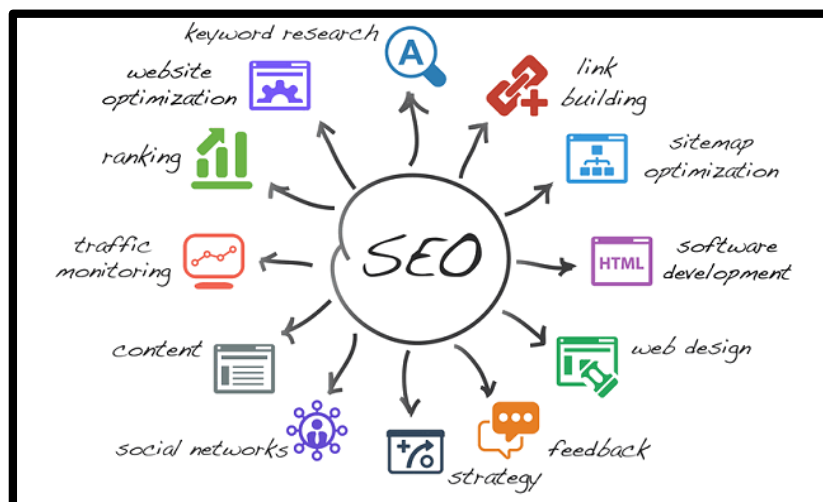 keyword research
A
website
optimization
link
building
ranking
sitemap
optimization
SEO
traffic
monitoring
HTML
software
development
content
web design
social networks
strategy
feedback